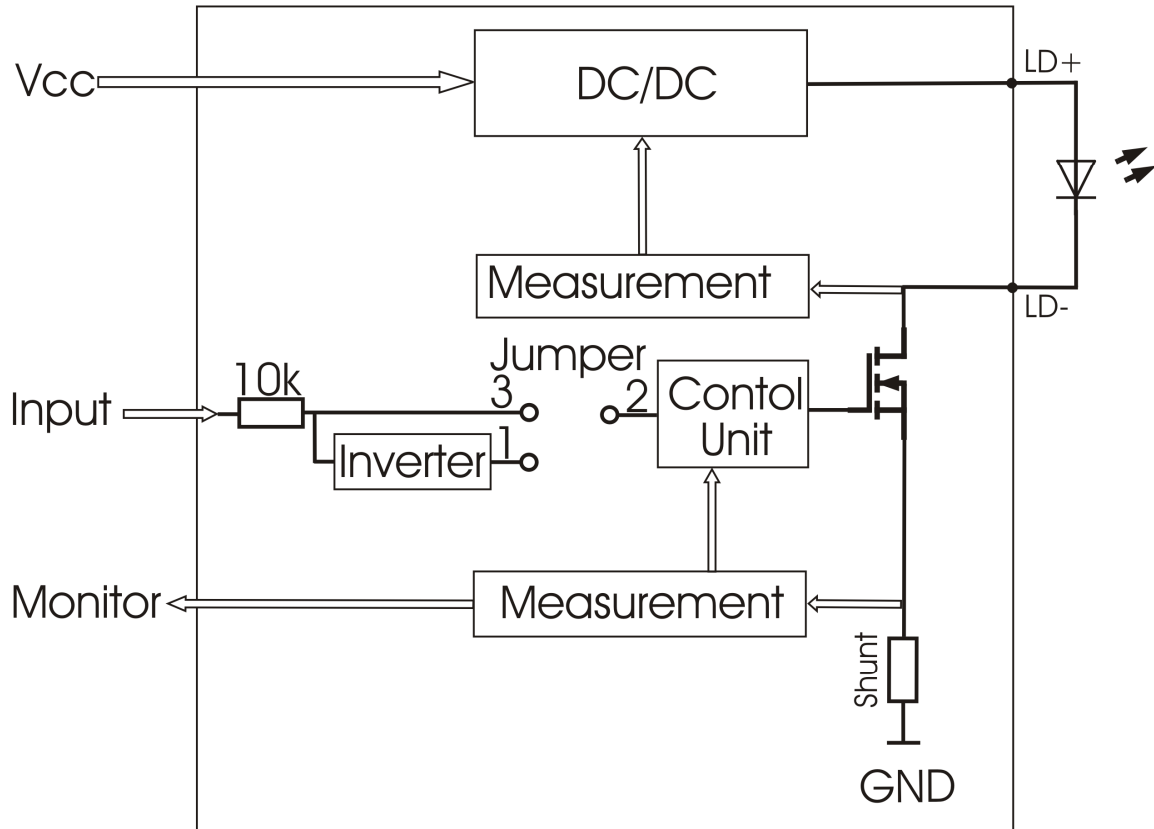 LD+
Vcc
DC/DC
Measurement
LD-
Jumper
10k
3
2
Contol
Unit
Input
1
Inverter
Monitor
Measurement
Shunt
GND